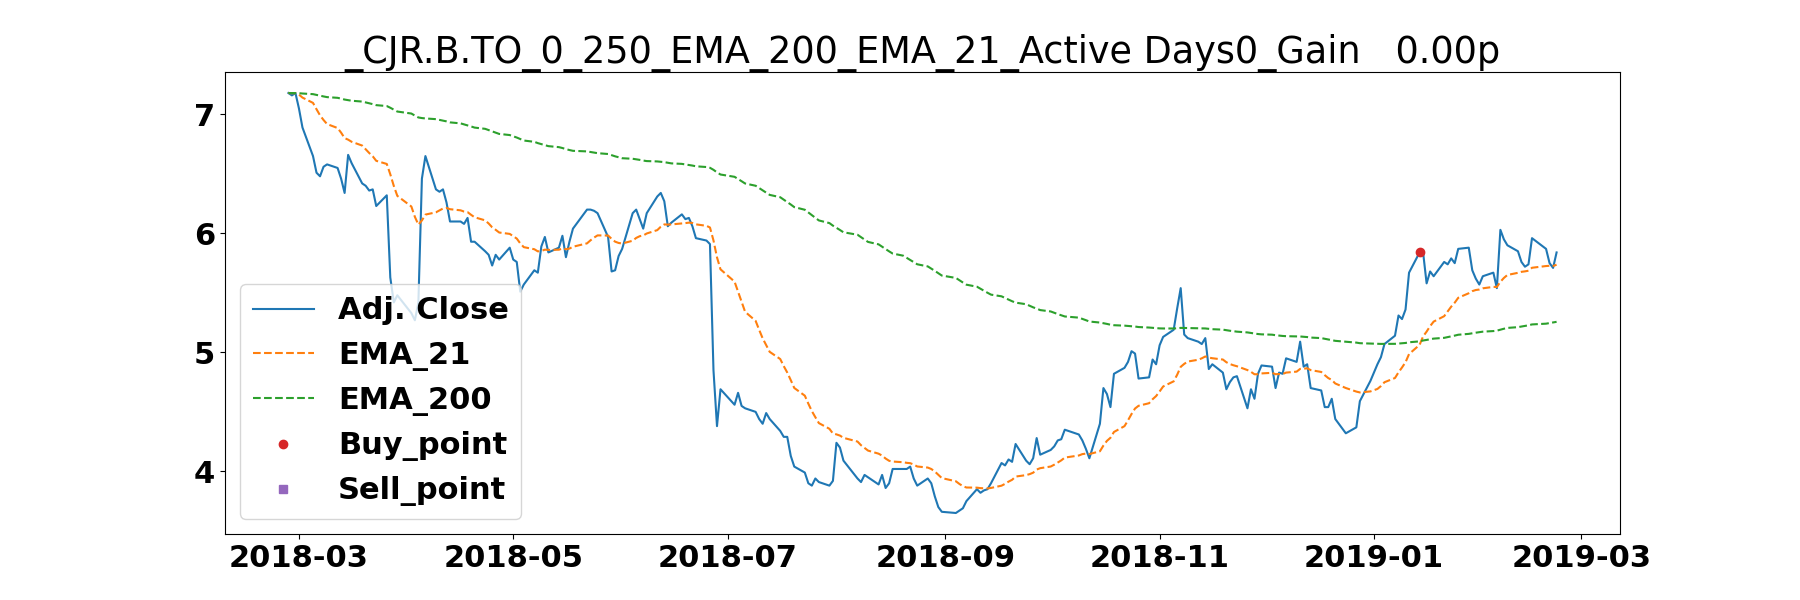 _CJR.B.TO_0_250_EMA_200_EMA_21_Active Days0_Gain   0.00p
7
6
5
4
Adj. Close
EMA_21
EMA_200
Buy_point
Sell_point
2018-03 2018-05 2018-07 2018-09 2018-11 2019-01 2019-03